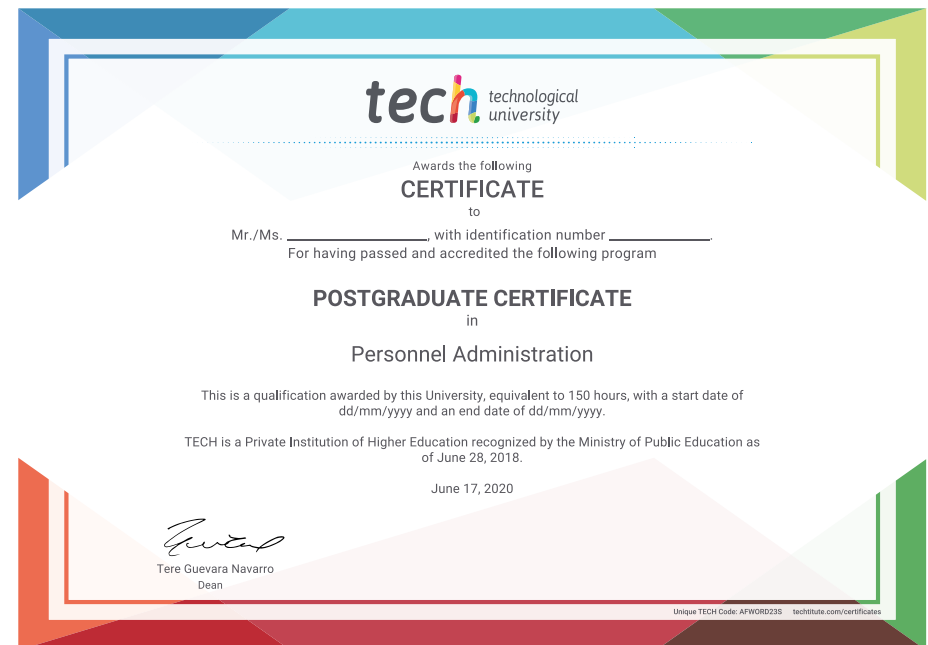 tech technological
university
Awards the following
CERTIFICATE
to
Mr./Ms. ____________________, with identification number ______________.
For having passed and accredited the following program
POSTGRADUATE CERTIFICATE
in
Personnel Administration
This is a qualification awarded by this University, equivalent to 150 hours, with a start date of
dd/mm/yyyy and an end date of dd/mm/yyyy.
TECH is a Private Institution of Higher Education recognized by the Ministry of Public Education as
of June 28, 2018.
June 17, 2020
Tere Guevara Navarro
Dean
Unique TECH Code: AFWORD23S techtitute.com/certificates